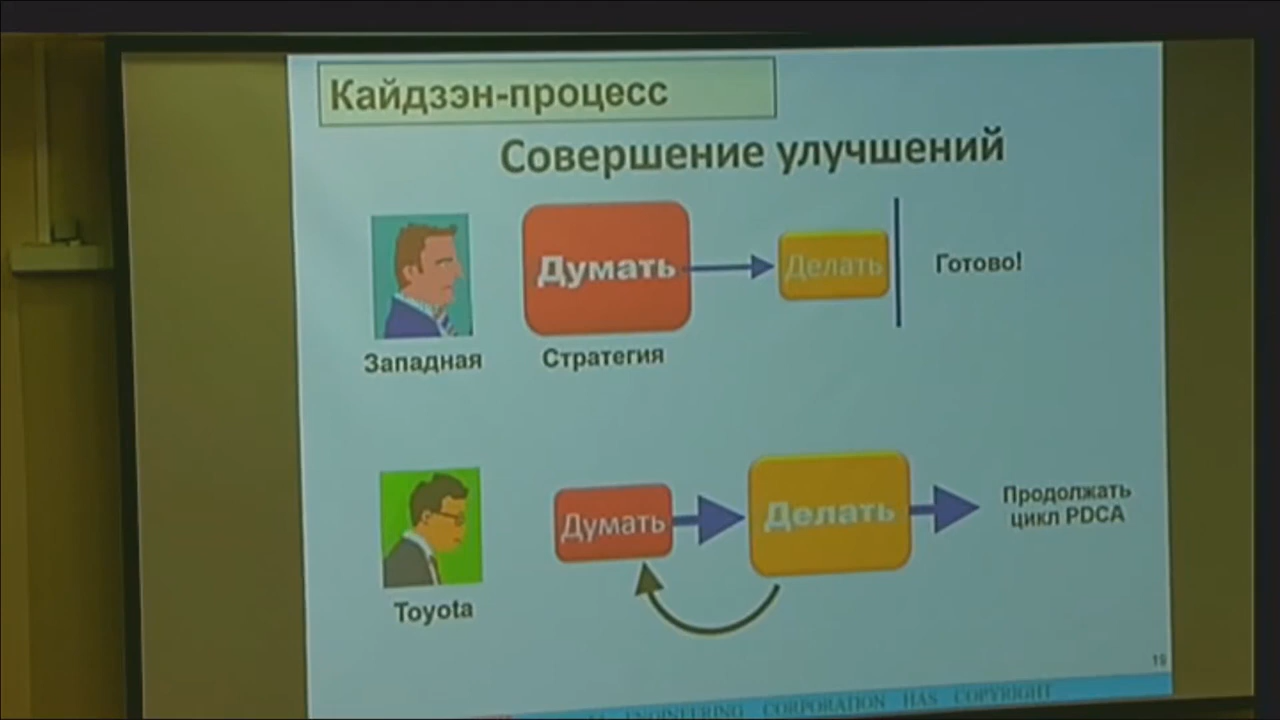 Кайдзэн-процесс
Совершение улучшений
Думать
Делать
Готово!
Западная
Стратегия
Думать
Делать
Продолжать
цикл PDCA
Toyota
19
ENGINEERING CORPORATION HAS COPYRIGHT